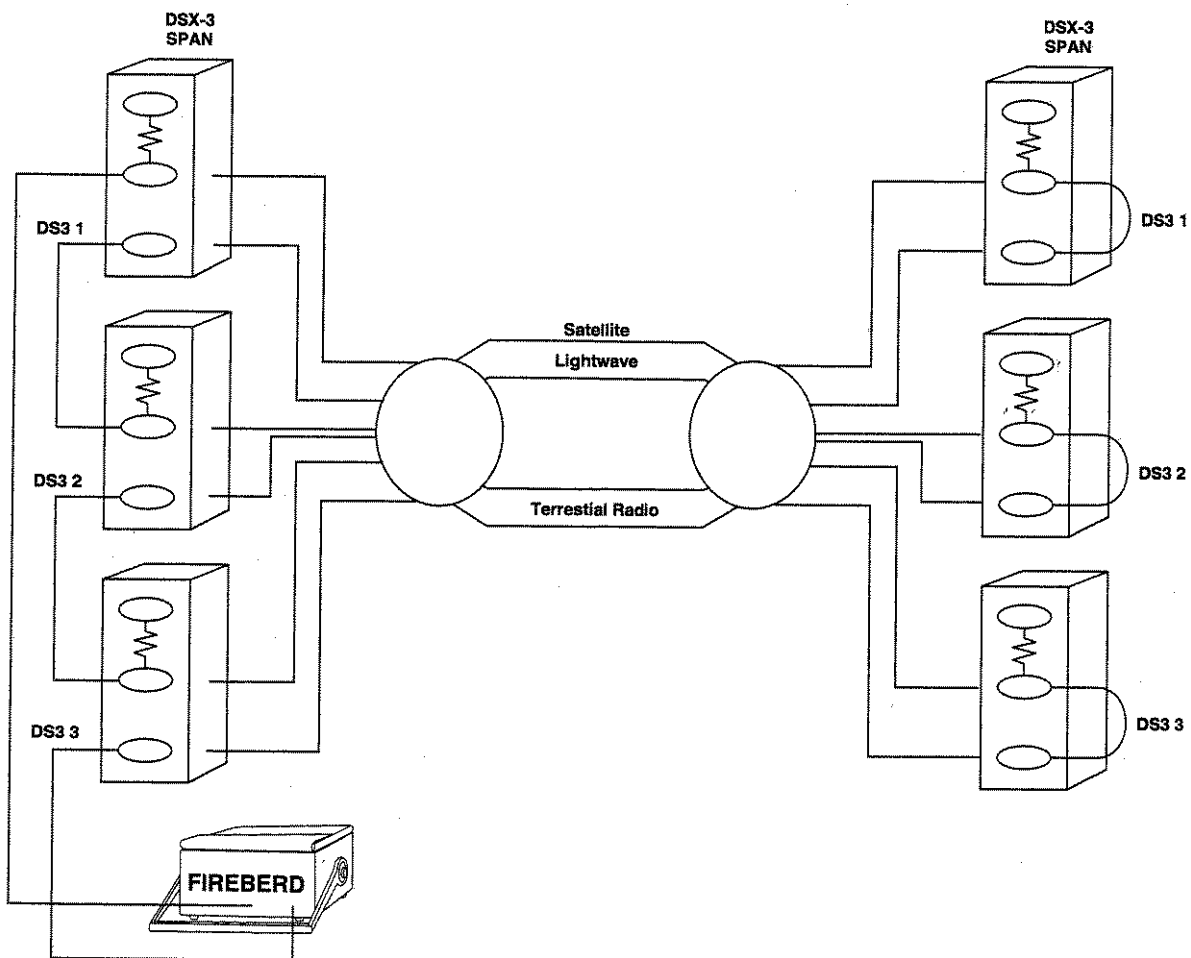 DSX-3
SPAN
DSX-3
SPAN
DS3 1
DS3 1
Satellite
Lightwave
DS3 2
DS3 2
Terrestial Radio
DS3 3
DS3 3
FIREBERD